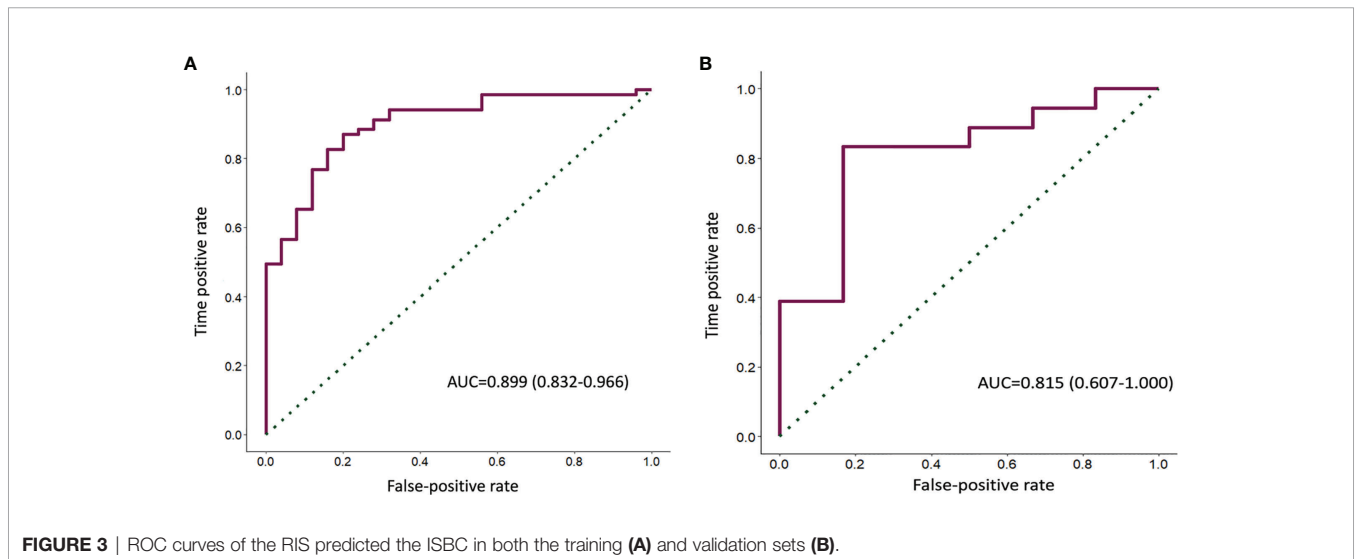 A
1.0
0.8
0.6
0.4
0.2
0.0
Time positive rate
AUC=0.899 (0.832-0.966)
0.0 0.2 0.4 0.6 0.8 1.0
False-positive rate
B
1.0
0.8
0.6
0.4
0.2
0.0
Time positive rate
AUC=0.815 (0.607-1.000)
0.0 0.2 0.4 0.6 0.8 1.0
False-positive rate
FIGURE 3 | ROC curves of the RIS predicted the ISBC in both the training (A) and validation sets (B).